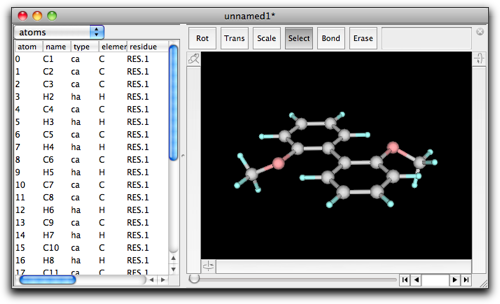 unnamed1*
atoms
Rot Trans Scale Select Bond Erase
atom name type elemen residue
0 C1 ca C RES.1
1 C2 ca C RES.1
2 C3 ca C RES.1
3 H2 ha H RES.1
4 C4 ca C RES.1
5 H3 ha H RES.1
6 C5 ca C RES.1
7 H4 ha H RES.1
8 C6 ca C RES.1
9 H5 ha H RES.1
10 C7 ca C RES.1
11 C8 ca C RES.1
12 H6 ha H RES.1
13 C9 ca C RES.1
14 H7 ha H RES.1
15 C10 ca C RES.1
16 H8 ha H RES.1
17 C11 ca C RES.1